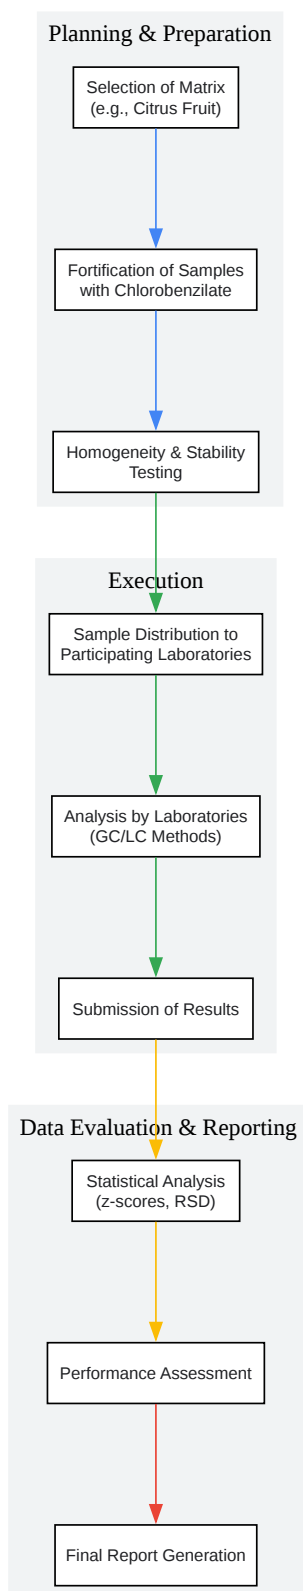 Planning & Preparation
Selection of Matrix
(e.g., Citrus Fruit)
Fortification of Samples
with Chlorobenzilate
Homogeneity & Stability
Testing
Execution
Sample Distribution to
Participating Laboratories
Analysis by Laboratories
(GC/LC Methods)
Submission of Results
Data Evaluation & Reporting
Statistical Analysis
(z-scores, RSD)
Performance Assessment
Final Report Generation